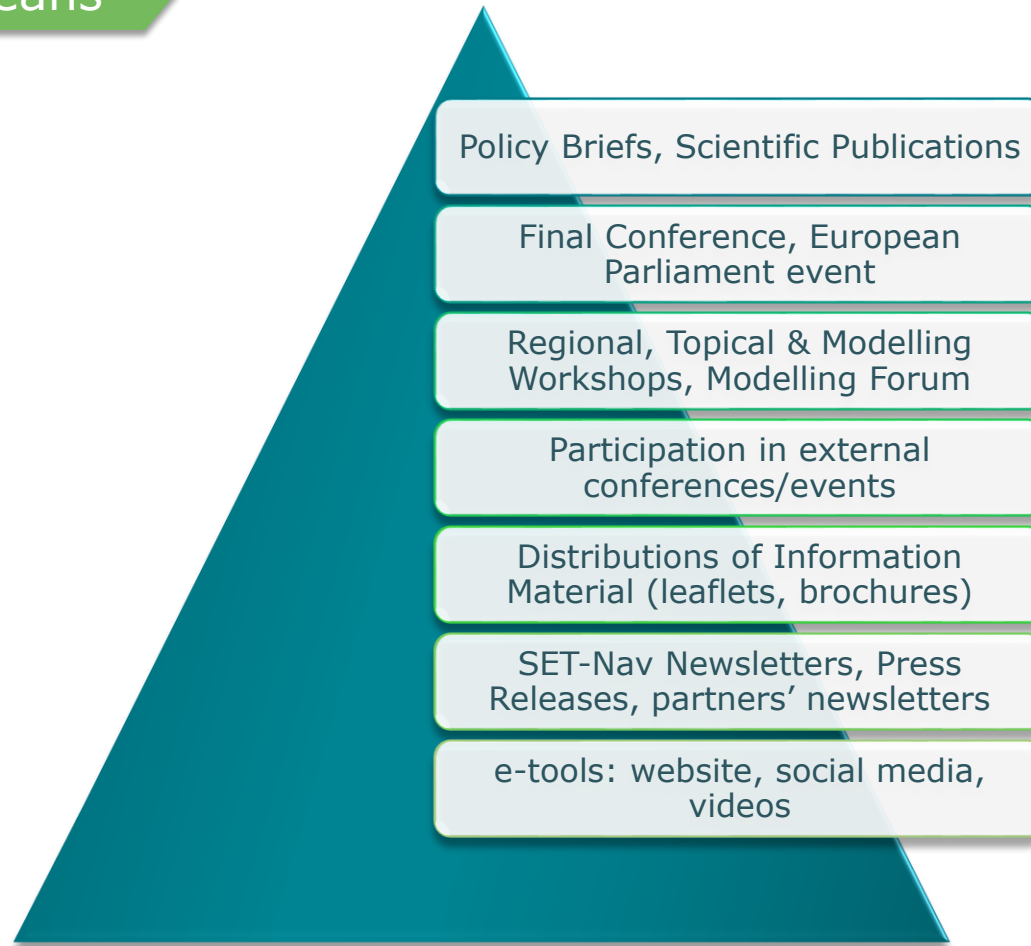 Policy Briefs, Scientific Publications
Final Conference, European
Parliament event
Regional, Topical & Modelling
Workshops, Modelling Forum
Participation in external
conferences/events
Distributions of Information
Material (leaflets, brochures)
SET-Nav Newsletters, Press
Releases, partners’ newsletters
e-tools: website, social media,
videos